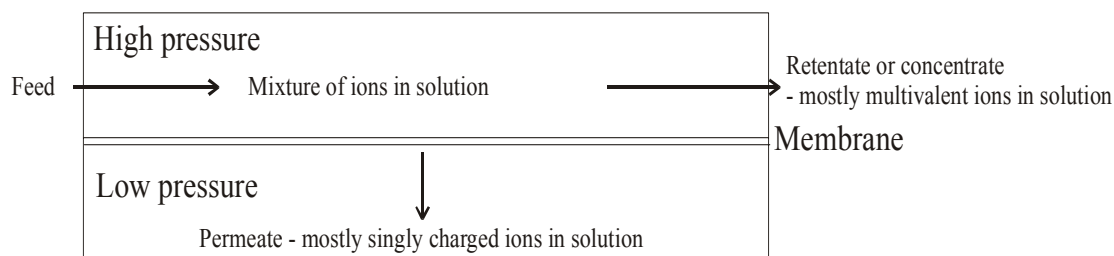 High pressure
Feed
Mixture of ions in solution
Retentate or concentrate
- mostly multivalent ions in solution
Membrane
Low pressure
Permeate - mostly singly charged ions in solution